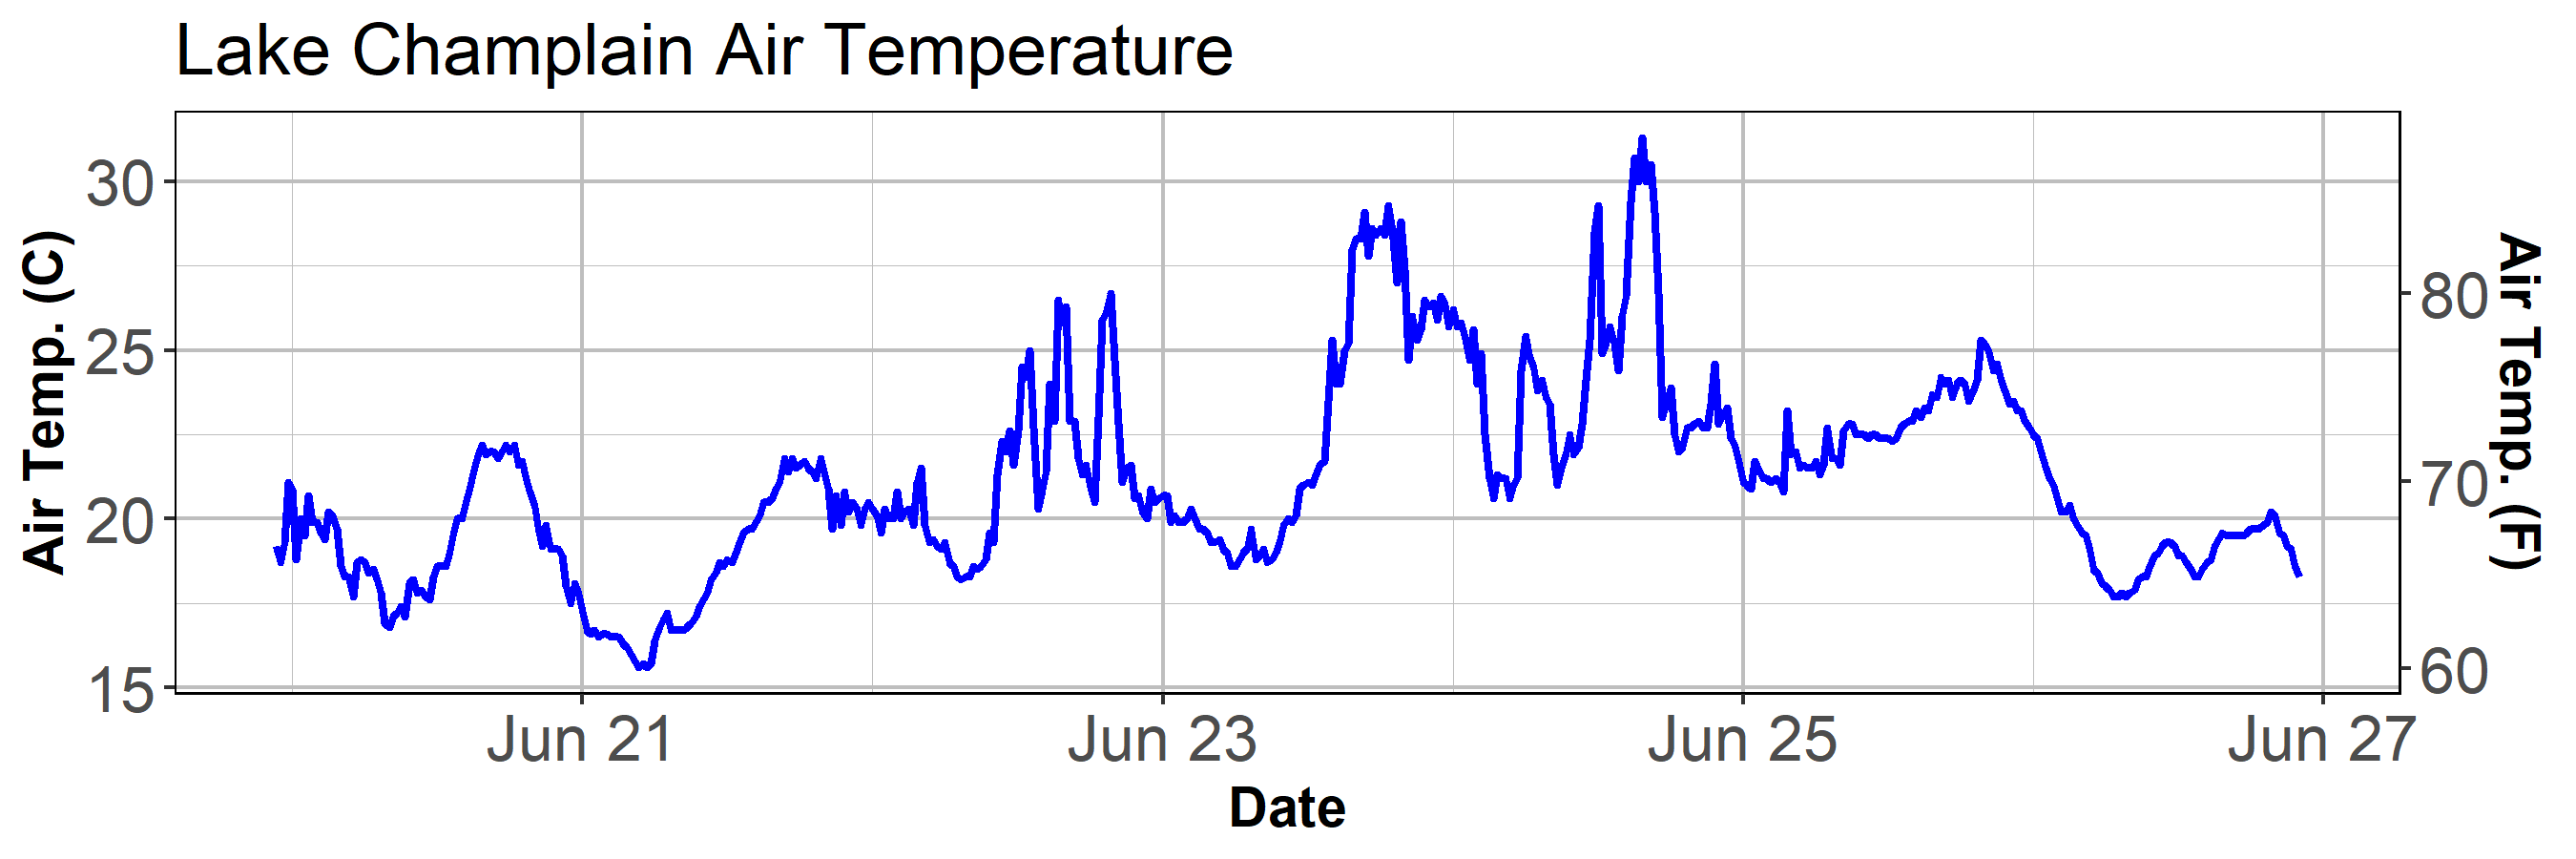 Lake Champlain Air Temperature
Air Temp. (C)
30
25
20
15
Air Temp. (F)
80
70
60
Jun 21 Jun 23 Jun 25 Jun 27
Date